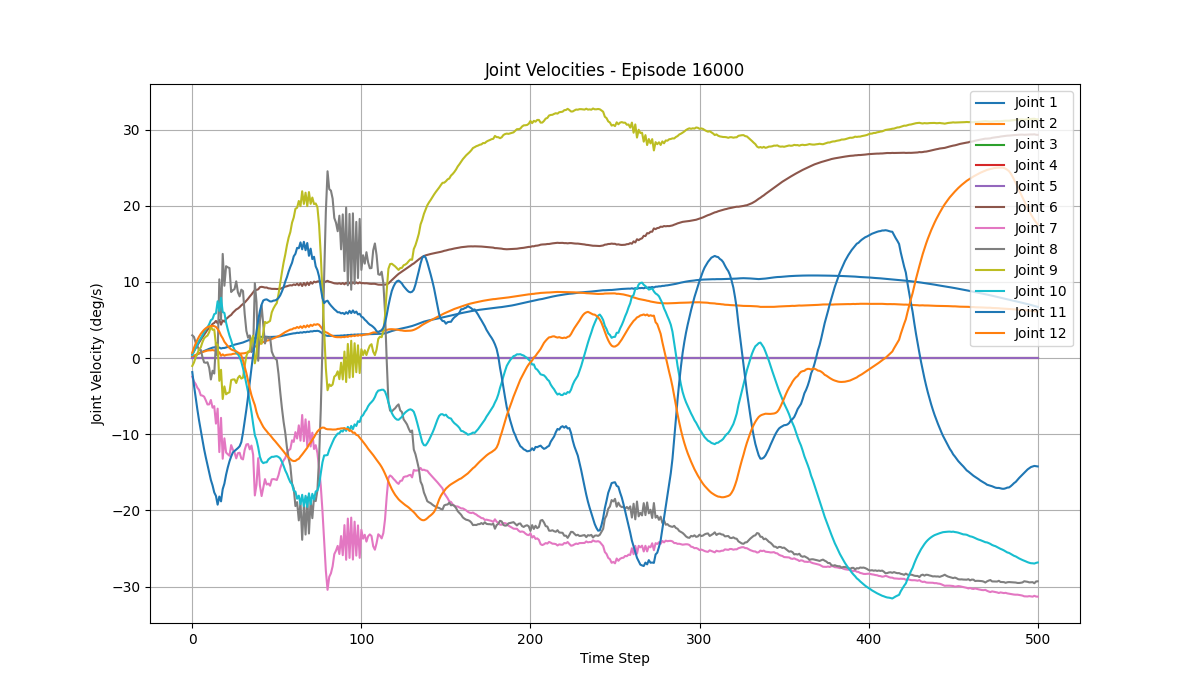 Joint Velocities - Episode 16000
Joint Velocity (deg/s)
30
20
10
0
−10
−20
−30
0 100 200 300 400 500
Time Step
Joint 1
Joint 2
Joint 3
Joint 4
Joint 5
Joint 6
Joint 7
Joint 8
Joint 9
Joint 10
Joint 11
Joint 12